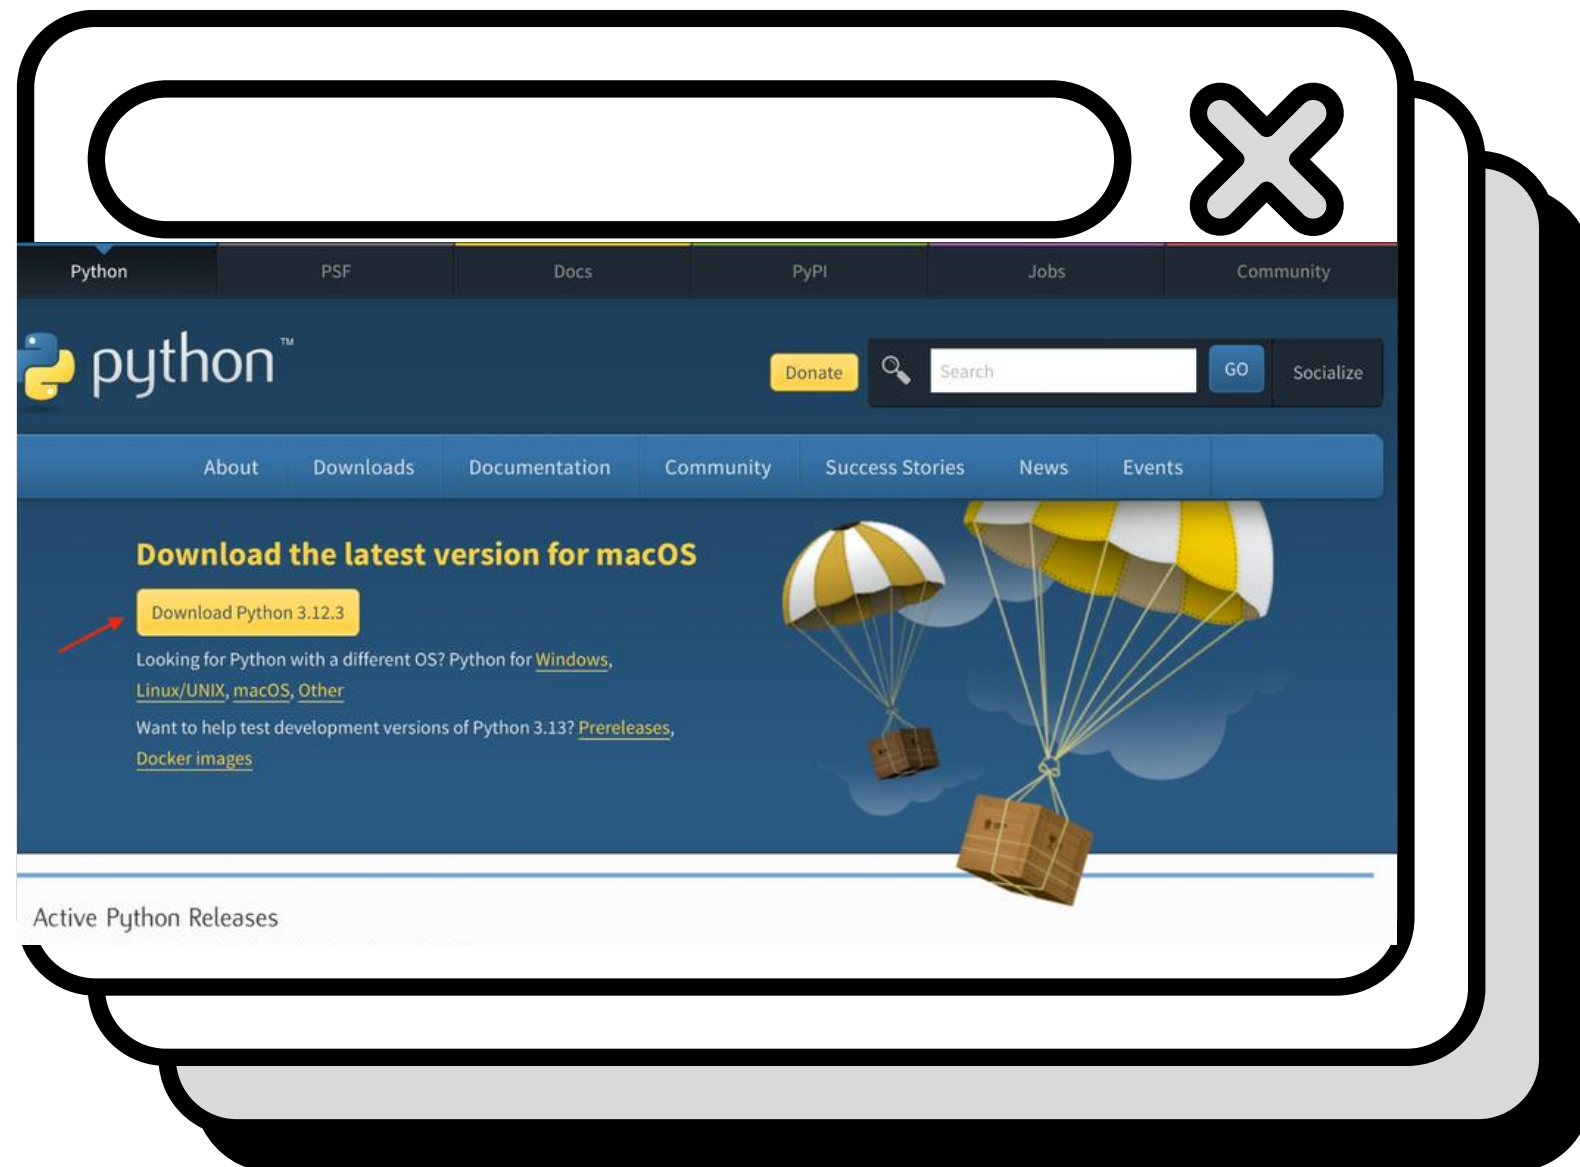 Python PSF Docs PyPI Jobs Community
python™
Donate Search GO Socialize
About Downloads Documentation Community Success Stories News Events
Download the latest version for macOS
Download Python 3.12.3
Looking for Python with a different OS? Python for Windows,
Linux/UNIX, macOS, Other
Want to help test development versions of Python 3.13? Prereleases,
Docker images
Active Python Releases